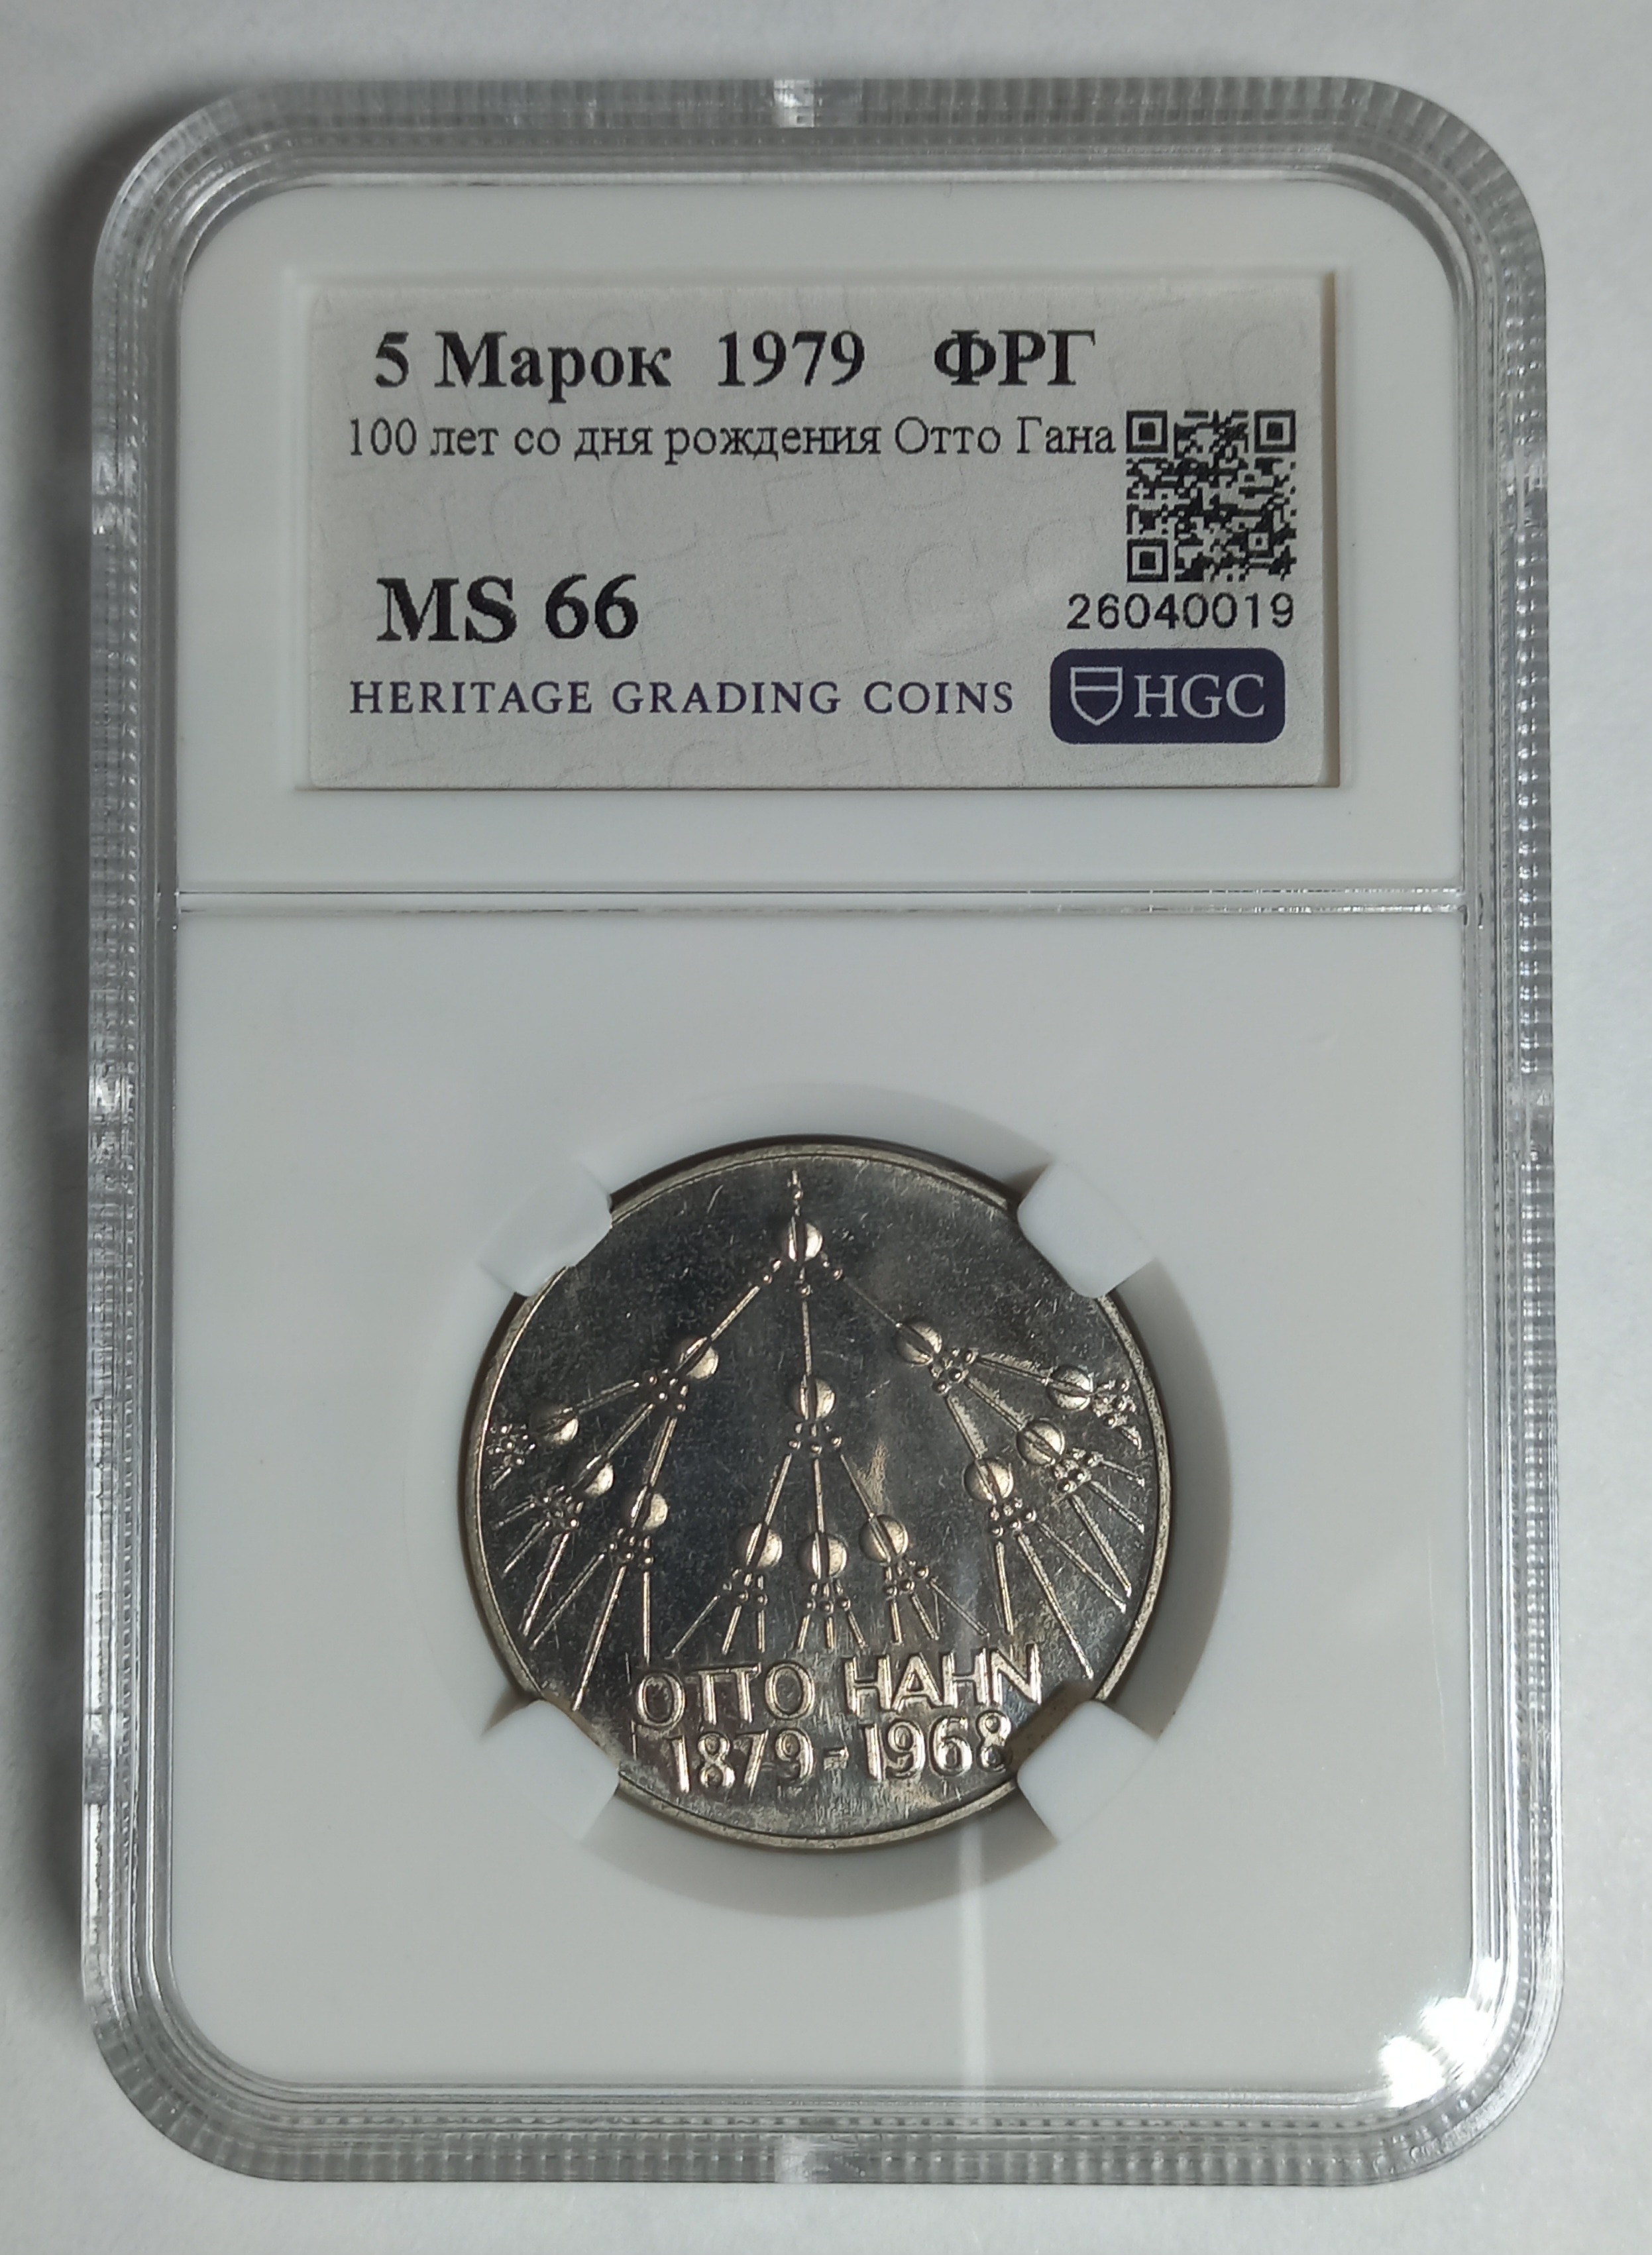 5 Марок 1979 ФРГ
100 лет со дня рождения Отто Гана
MS 66
26040019
HERITAGE GRADING COINS HGC
OTTO HAHN
1879-1968